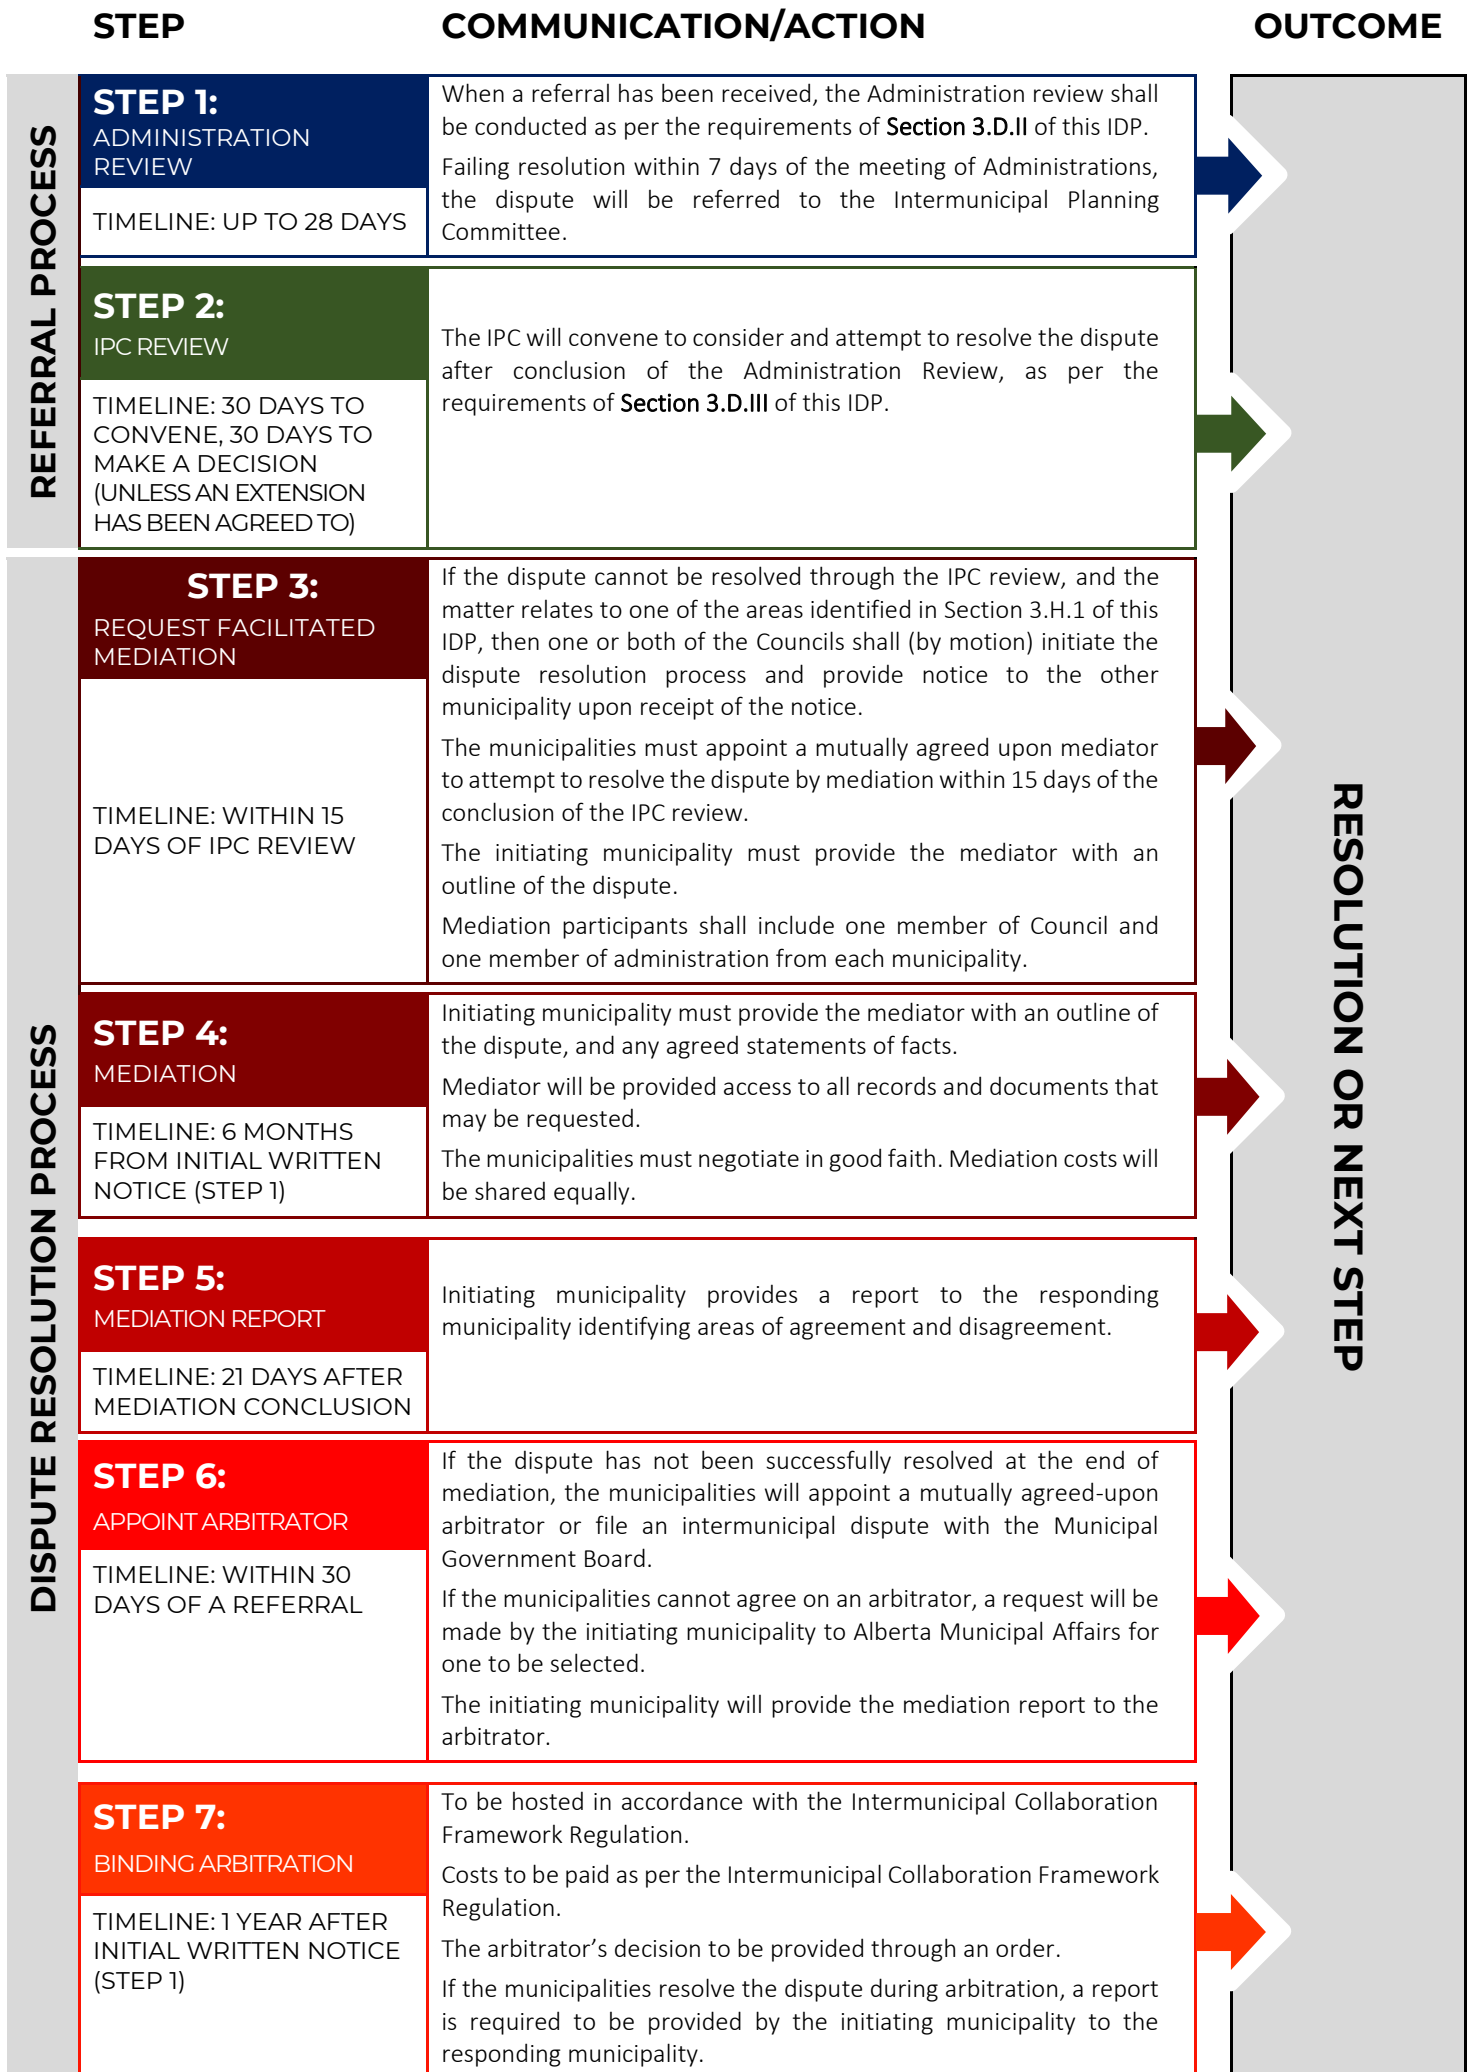 STEP
COMMUNICATION/ACTION
OUTCOME
REFERRAL PROCESS
STEP 1:
ADMINISTRATION
REVIEW
TIMELINE: UP TO 28 DAYS
When a referral has been received, the Administration review shall
be conducted as per the requirements of Section 3.D.II of this IDP.
Failing resolution within 7 days of the meeting of Administrations,
the dispute will be referred to the Intermunicipal Planning
Committee.
STEP 2:
IPC REVIEW
TIMELINE: 30 DAYS TO
CONVENE, 30 DAYS TO
MAKE A DECISION
(UNLESS AN EXTENSION
HAS BEEN AGREED TO)
The IPC will convene to consider and attempt to resolve the dispute
after conclusion of the Administration Review, as per the
requirements of Section 3.D.III of this IDP.
DISPUTE RESOLUTION PROCESS
STEP 3:
REQUEST FACILITATED
MEDIATION
TIMELINE: WITHIN 15
DAYS OF IPC REVIEW
If the dispute cannot be resolved through the IPC review, and the
matter relates to one of the areas identified in Section 3.H.1 of this
IDP, then one or both of the Councils shall (by motion) initiate the
dispute resolution process and provide notice to the other
municipality upon receipt of the notice.
The municipalities must appoint a mutually agreed upon mediator
to attempt to resolve the dispute by mediation within 15 days of the
conclusion of the IPC review.
The initiating municipality must provide the mediator with an
outline of the dispute.
Mediation participants shall include one member of Council and
one member of administration from each municipality.
STEP 4:
MEDIATION
TIMELINE: 6 MONTHS
FROM INITIAL WRITTEN
NOTICE (STEP 1)
Initiating municipality must provide the mediator with an outline of
the dispute, and any agreed statements of facts.
Mediator will be provided access to all records and documents that
may be requested.
The municipalities must negotiate in good faith. Mediation costs will
be shared equally.
STEP 5:
MEDIATION REPORT
TIMELINE: 21 DAYS AFTER
MEDIATION CONCLUSION
Initiating municipality provides a report to the responding
municipality identifying areas of agreement and disagreement.
STEP 6:
APPOINT ARBITRATOR
TIMELINE: WITHIN 30
DAYS OF A REFERRAL
If the dispute has not been successfully resolved at the end of
mediation, the municipalities will appoint a mutually agreed-upon
arbitrator or file an intermunicipal dispute with the Municipal
Government Board.
If the municipalities cannot agree on an arbitrator, a request will be
made by the initiating municipality to Alberta Municipal Affairs for
one to be selected.
The initiating municipality will provide the mediation report to the
arbitrator.
STEP 7:
BINDING ARBITRATION
TIMELINE: 1 YEAR AFTER
INITIAL WRITTEN NOTICE
(STEP 1)
To be hosted in accordance with the Intermunicipal Collaboration
Framework Regulation.
Costs to be paid as per the Intermunicipal Collaboration Framework
Regulation.
The arbitrator’s decision to be provided through an order.
If the municipalities resolve the dispute during arbitration, a report
is required to be provided by the initiating municipality to the
responding municipality.
RESOLUTION OR NEXT STEP